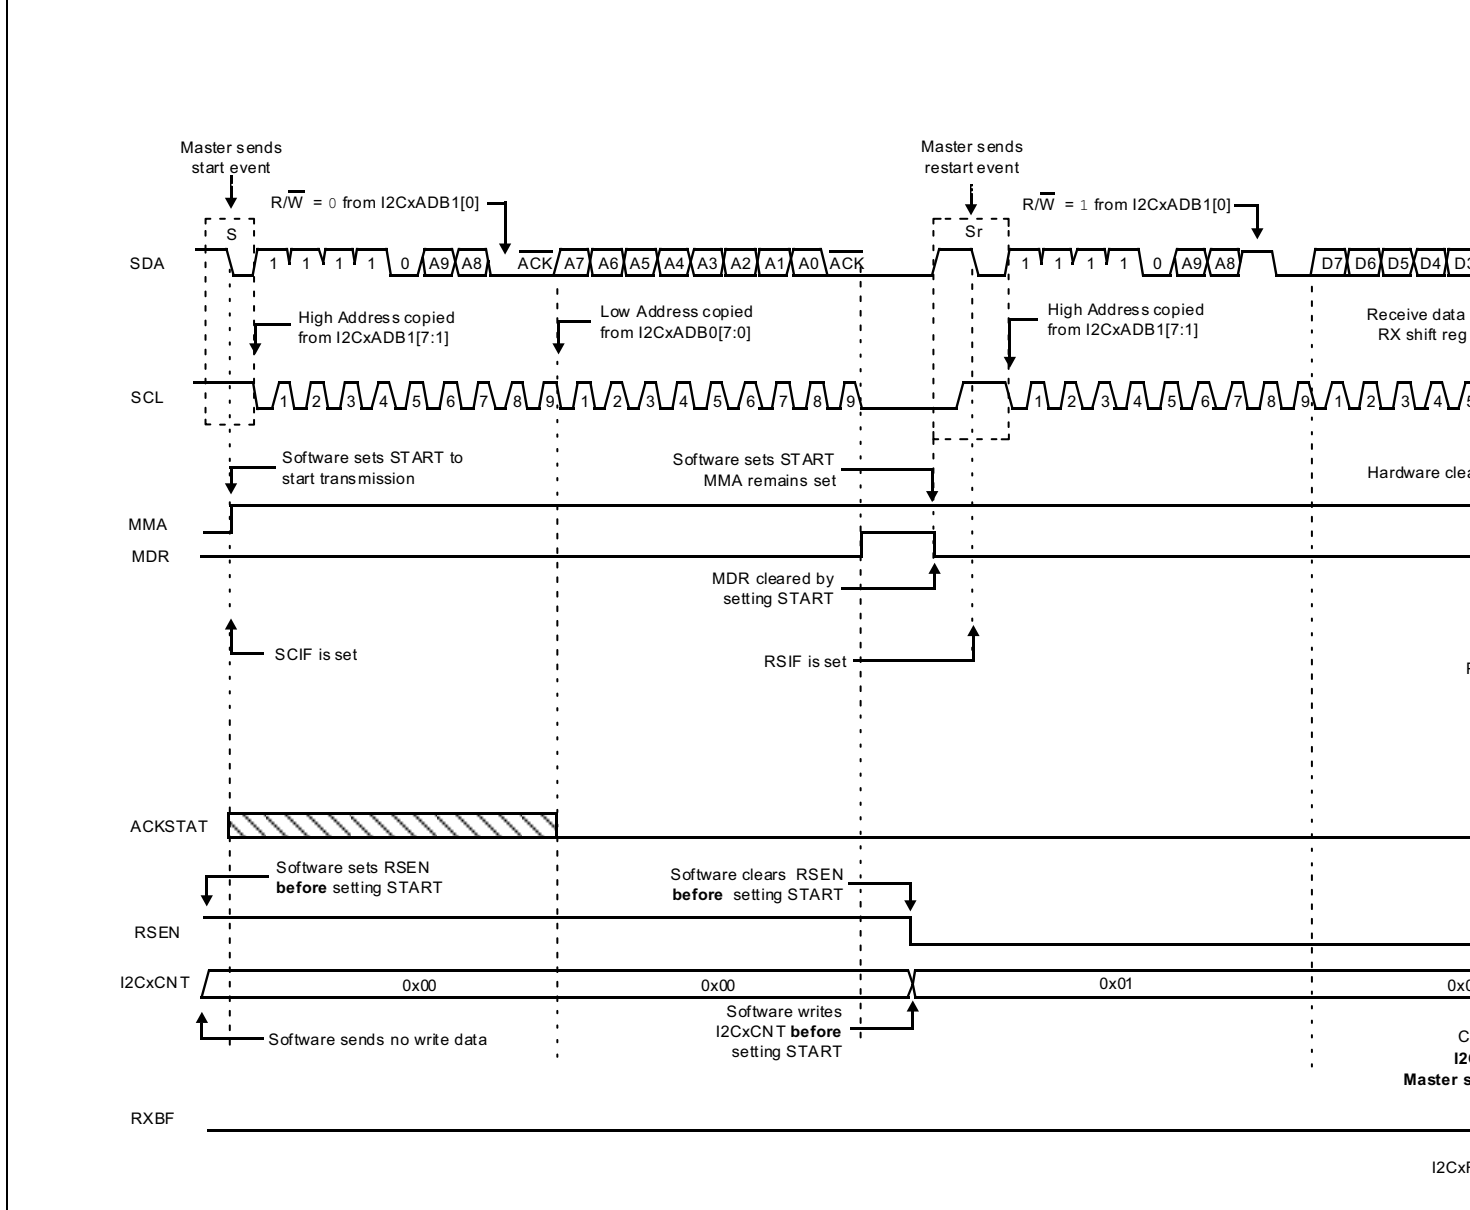 Master sends
start event
Master sends
restart event
R/W = 0 from I2CxADB1[0]
R/W = 1 from I2CxADB1[0]
S
Sr
SDA
1 1 1 1 0 A9 A8 ACK A7 A6 A5 A4 A3 A2 A1 A0 ACK 1 1 1 1 0 A9 A8 D7 D6 D5 D4
High Address copied
from I2CxADB1[7:1]
Low Address copied
from I2CxADB0[7:0]
High Address copied
from I2CxADB1[7:1]
Receive data
RX shift reg
SCL
1 2 3 4 5 6 7 8 9 1 2 3 4 5 6 7 8 9 1 2 3 4 5 6 7 8 9 1 2 3 4
Software sets START to
start transmission
Software sets START
MMA remains set
Hardware
MMA
MDR
MDR cleared by
setting START
SCIF is set
RSIF is set
ACKSTAT
Software sets RSEN
before setting START
Software clears RSEN
before setting START
RSEN
I2CxCNT
0x00 0x00 0x01
Software writes
I2CxCNT before
setting START
Software sends no write data
Master
RXBF